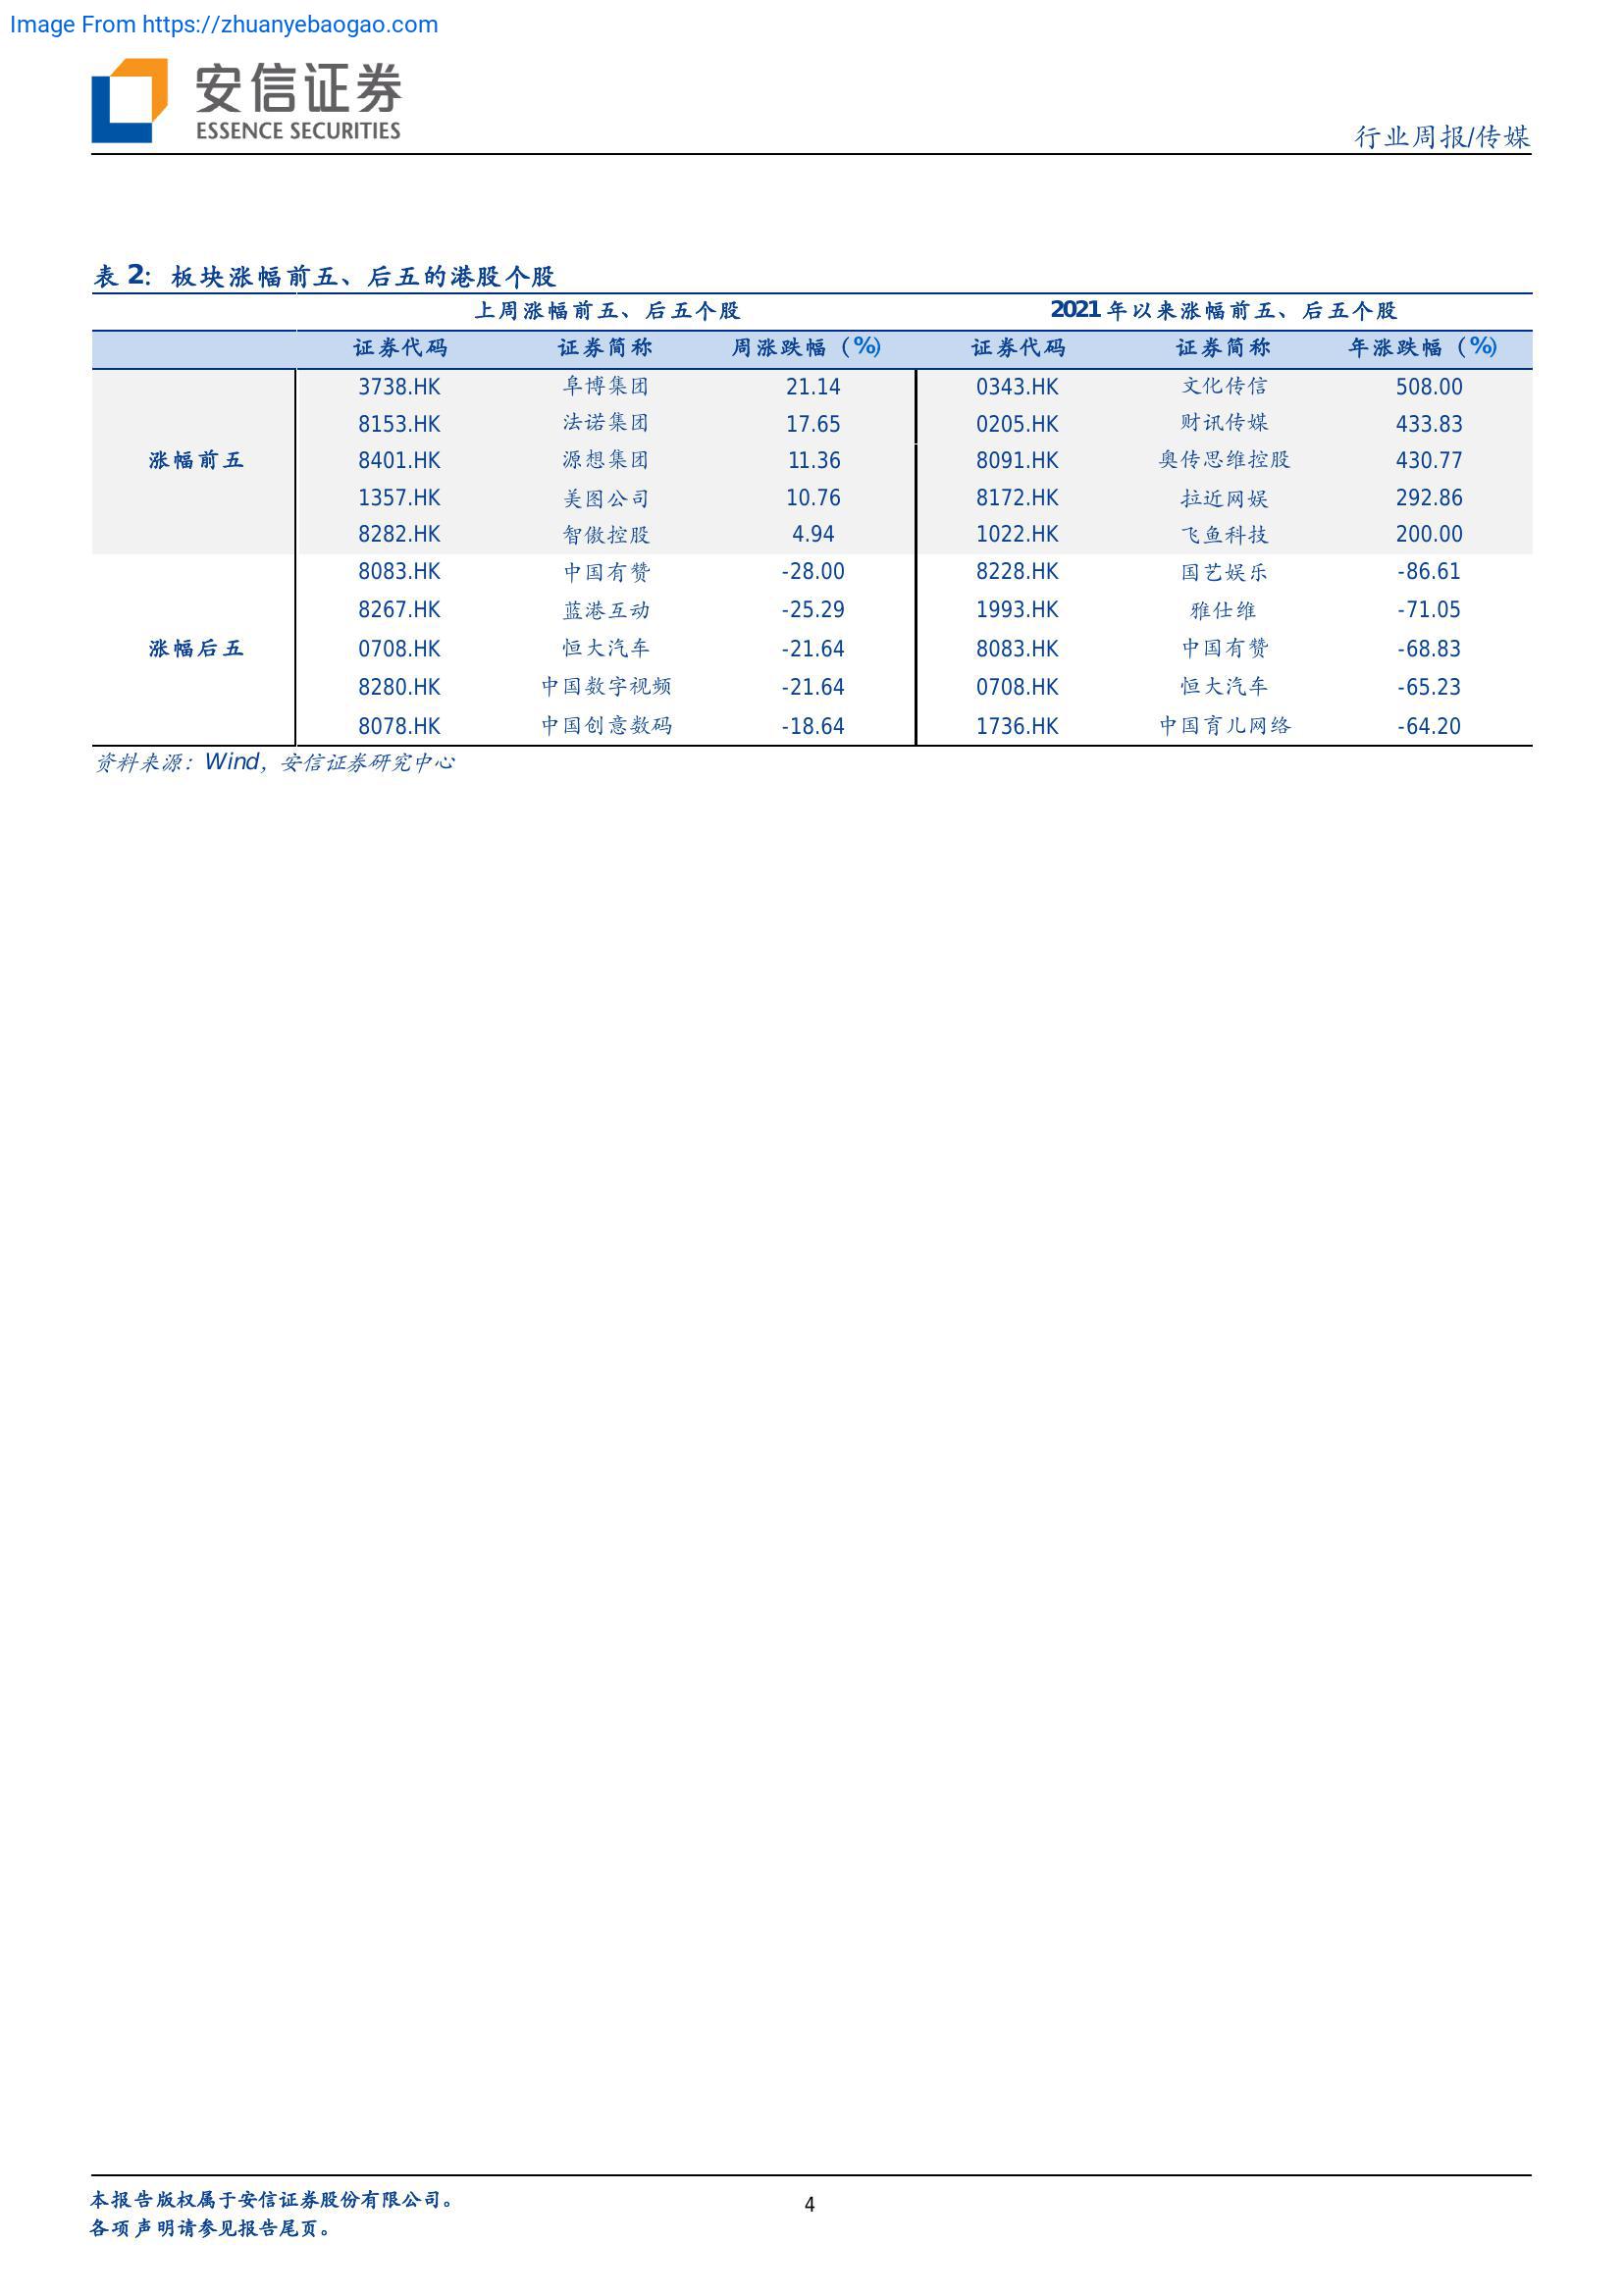 Image From https://zhuanyebaogao.com
安信证券
ESSENCE SECURITIES
行业周报/传媒
表 2：板块涨幅前五、后五的港股个股
上周涨幅前五、后五个股 2021 年以来涨幅前五、后五个股
证券代码 证券简称 周涨跌幅（%） 证券代码 证券简称 年涨跌幅（%）
3738.HK 阜博集团 21.14 0343.HK 文化传信 508.00
8153.HK 法诺集团 17.65 0205.HK 财讯传媒 433.83
涨幅前五 8401.HK 源想集团 11.36 8091.HK 奥传思维控股 430.77
1357.HK 美图公司 10.76 8172.HK 拉近网娱 292.86
8282.HK 智傲控股 4.94 1022.HK 飞鱼科技 200.00
8083.HK 中国有赞 -28.00 8228.HK 国艺娱乐 -86.61
8267.HK 蓝港互动 -25.29 1993.HK 雅仕维 -71.05
涨幅后五 0708.HK 恒大汽车 -21.64 8083.HK 中国有赞 -68.83
8280.HK 中国数字视频 -21.64 0708.HK 恒大汽车 -65.23
8078.HK 中国创意数码 -18.64 1736.HK 中国育儿网络 -64.20
资料来源：Wind，安信证券研究中心
本报告版权属于安信证券股份有限公司。
4
各项声明请参见报告尾页。